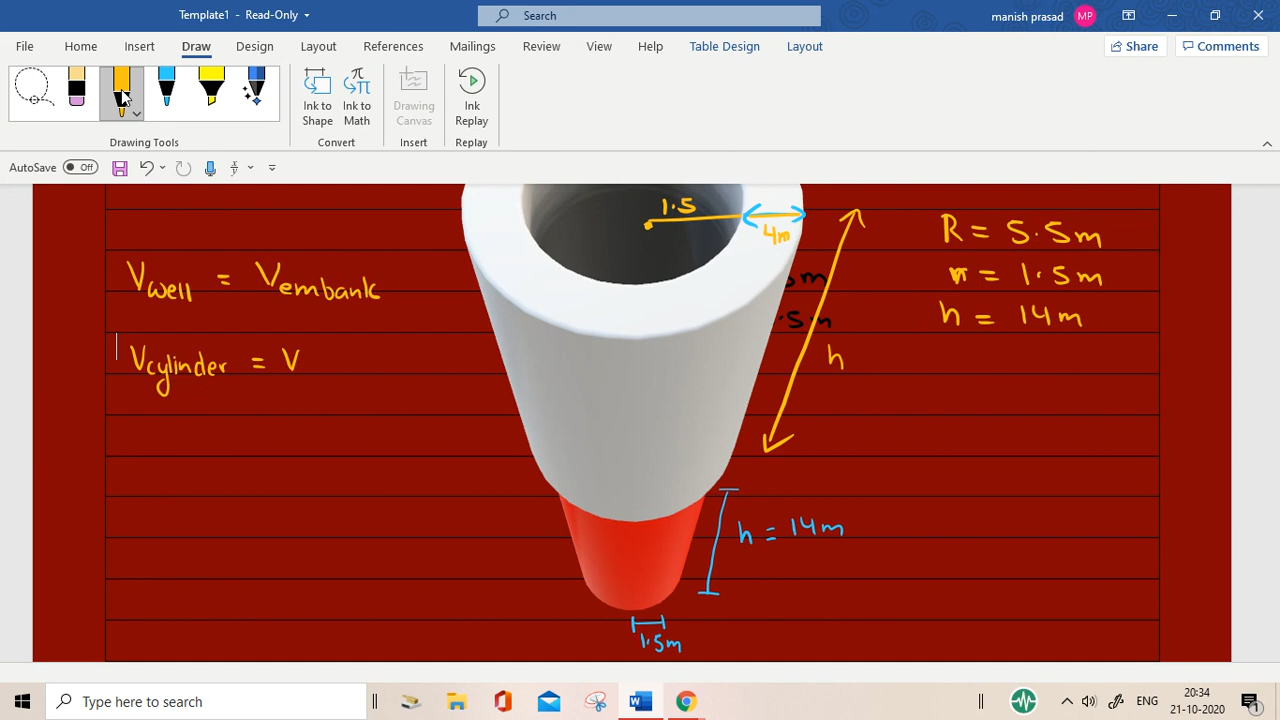 Template1 - Read-Only
Search
manish prasad
MP
File Home Insert Draw Design Layout References Mailings Review View Help Table Design Layout
Share
Comments
Ink to Shape
Ink to Math
Drawing Canvas
Ink Replay
Drawing Tools
Convert
Insert
Replay
AutoSave Off
1.5
4m
R = 5.5m
r = 1.5m
h = 14m
Vwell = Vembank
Vcylinder = V
h
h = 14m
1.5m
Type here to search
ENG
20:34
21-10-2020
1